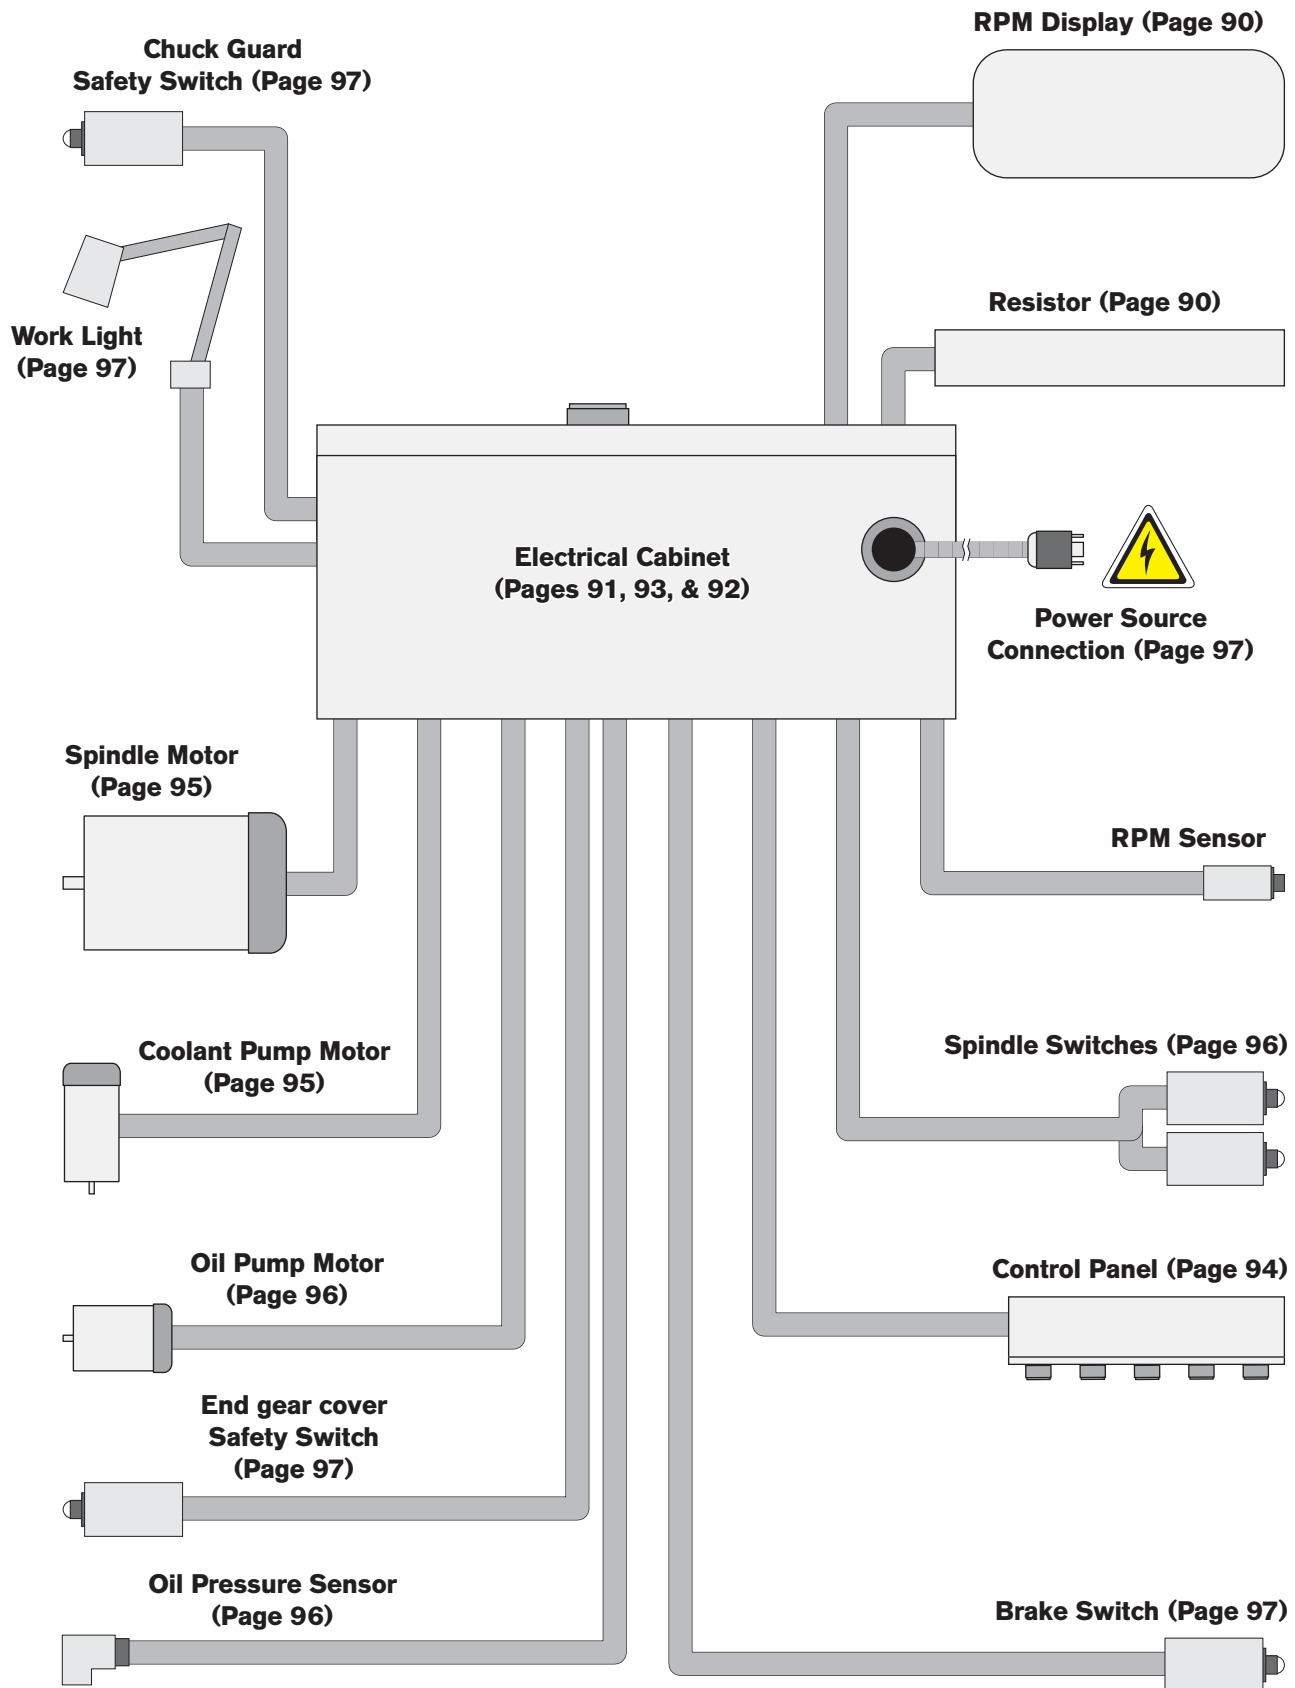 RPM Display (Page 90)
Chuck Guard
Safety Switch (Page 97)
Resistor (Page 90)
Work Light
(Page 97)
Electrical Cabinet
(Pages 91, 93, & 92)
Power Source
Connection (Page 97)
Spindle Motor
(Page 95)
RPM Sensor
Coolant Pump Motor
(Page 95)
Spindle Switches (Page 96)
Oil Pump Motor
(Page 96)
Control Panel (Page 94)
End gear cover
Safety Switch
(Page 97)
Oil Pressure Sensor
(Page 96)
Brake Switch (Page 97)